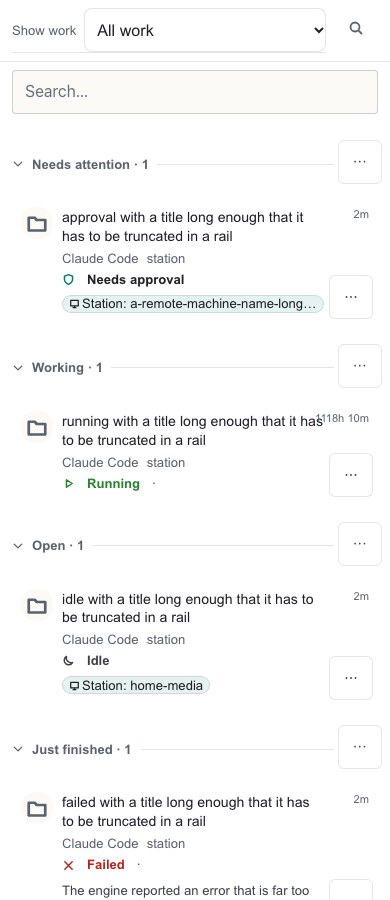 Show work
All work
Search...
Needs attention · 1
...
approval with a title long enough that it
has to be truncated in a rail
2m
Claude Code station
Needs approval
Station: a-remote-machine-name-long...
...
Working · 1
...
running with a title long enough that it has
to be truncated in a rail
1118h 10m
Claude Code station
Running ·
...
Open · 1
...
idle with a title long enough that it has to
be truncated in a rail
2m
Claude Code station
Idle
Station: home-media
...
Just finished · 1
...
failed with a title long enough that it has
to be truncated in a rail
2m
Claude Code station
Failed ·
The engine reported an error that is far too